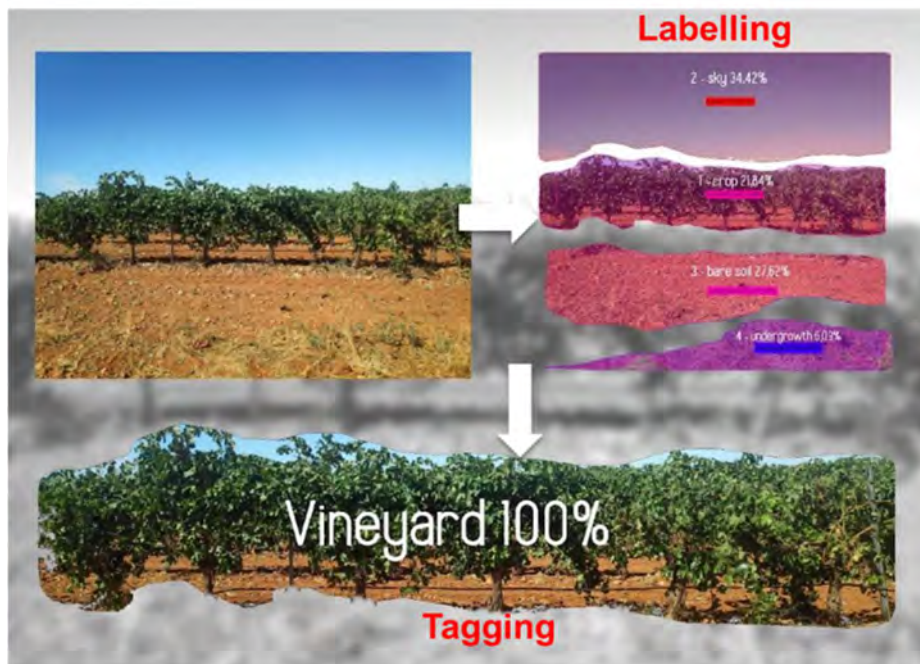 Labelling
2 - sky 34,42%
1 - crop 21,84%
3 - bare soil 27,62%
4 - undergrowth 6,03%
Vineyard 100%
Tagging